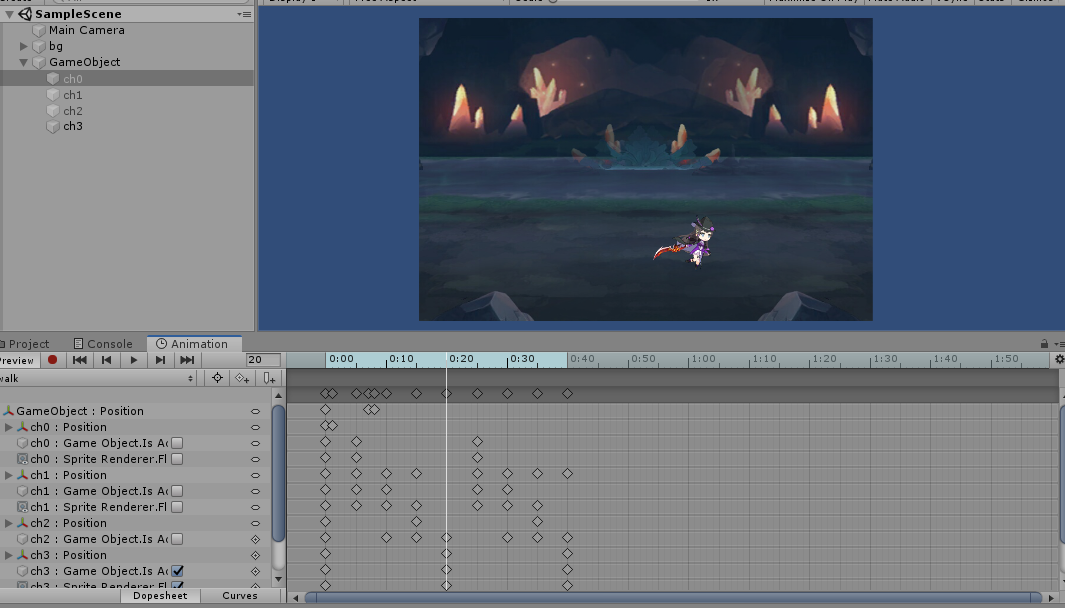 SampleScene
Main Camera
bg
GameObject
ch0
ch1
ch2
ch3
Project
Console
Animation
Preview
20
0:00
0:10
0:20
0:30
0:40
0:50
1:00
1:10
1:20
1:30
1:40
1:50
walk
GameObject : Position
ch0 : Position
ch0 : Game Object.Is Ac
ch0 : Sprite Renderer.Fl
ch1 : Position
ch1 : Game Object.Is Ac
ch1 : Sprite Renderer.Fl
ch2 : Position
ch2 : Game Object.Is Ac
ch3 : Position
ch3 : Game Object.Is Ac
ch3 : Sprite Renderer.Fl
Dopesheet
Curves